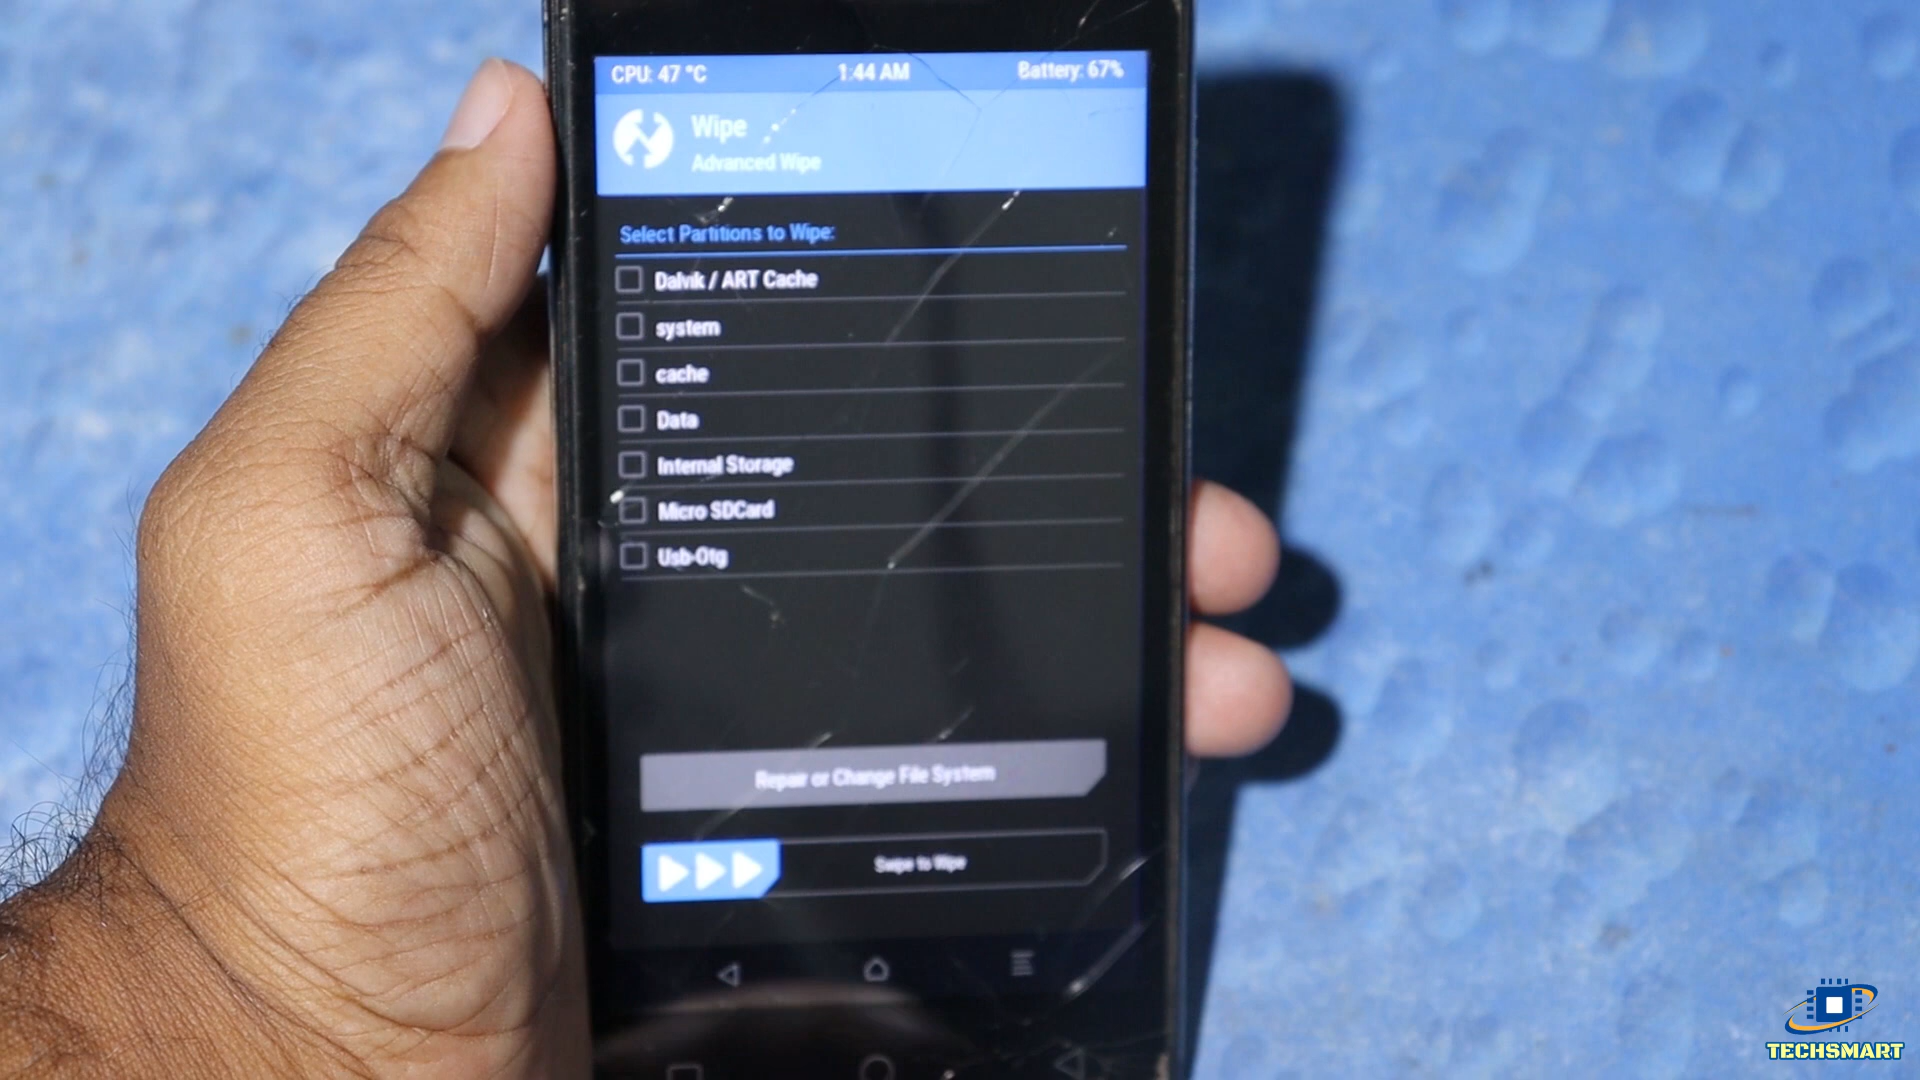 CPU: 47 °C 1:44 AM Battery: 67%
Wipe
Advanced Wipe
Select Partitions to Wipe:
Dalvik / ART Cache
system
cache
Data
Internal Storage
Micro SDCard
Usb-Otg
Repair or Change File System
Swipe to Wipe
TECHSMART